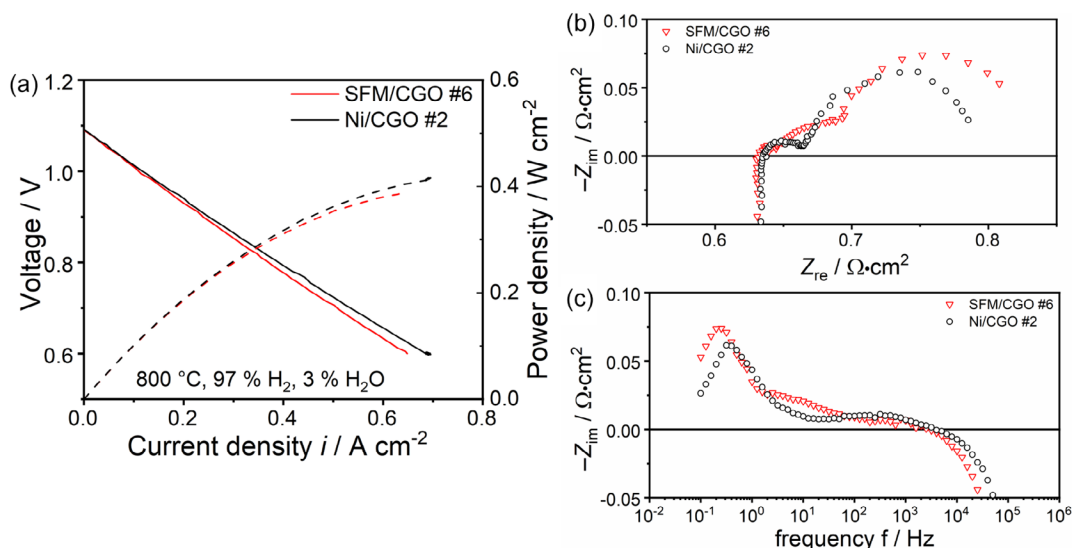 (a)
1.2
1.0
0.8
0.6
Voltage / V
SFM/CGO #6
Ni/CGO #2
800 °C, 97 % H₂, 3 % H₂O
0.0 0.2 0.4 0.6 0.8
Current density i / A cm⁻²
0.6
0.4
0.2
0.0
Power density / W cm⁻²
(b)
0.10
0.05
0.00
-0.05
−Zim / Ω•cm²
SFM/CGO #6
Ni/CGO #2
0.6 0.7 0.8
Zre / Ω•cm²
(c)
0.10
0.05
0.00
-0.05
−Zim / Ω•cm²
SFM/CGO #6
Ni/CGO #2
10⁻² 10⁻¹ 10⁰ 10¹ 10² 10³ 10⁴ 10⁵ 10⁶
frequency f / Hz